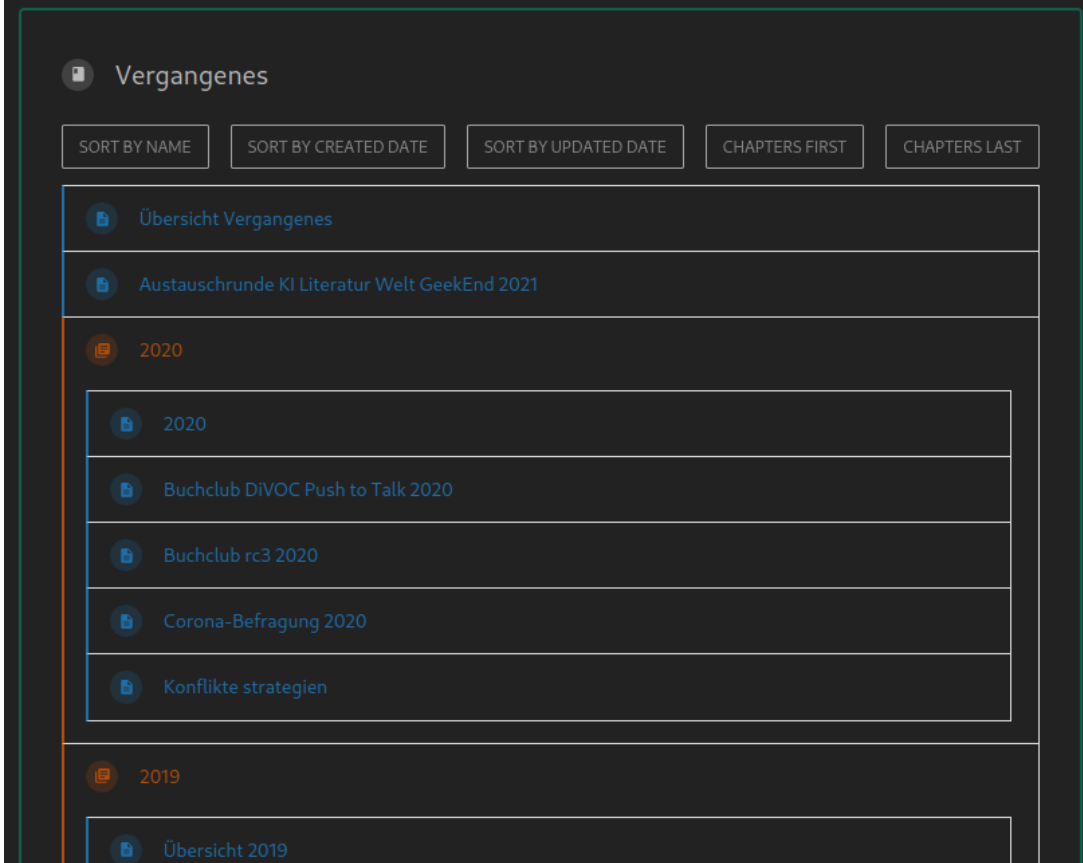 Vergangenes
SORT BY NAME SORT BY CREATED DATE SORT BY UPDATED DATE CHAPTERS FIRST CHAPTERS LAST
Übersicht Vergangenes
Austauschrunde KI Literatur Welt GeekEnd 2021
2020
2020
Buchclub DiVOC Push to Talk 2020
Buchclub rc3 2020
Corona-Befragung 2020
Konflikte strategien
2019
Übersicht 2019